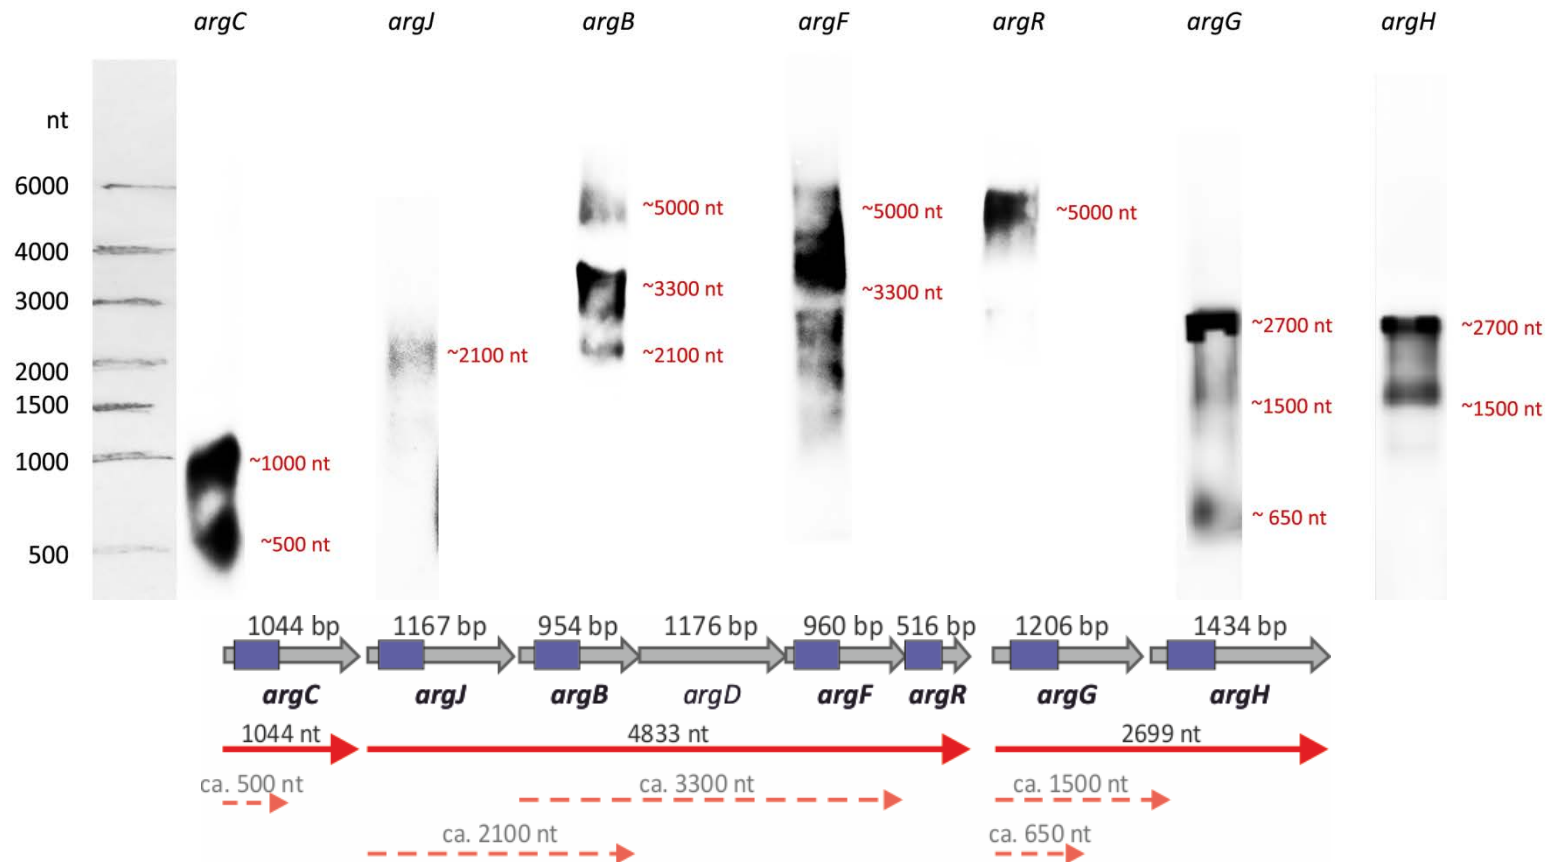 argC argJ argB argF argR argG argH
nt
6000
4000
3000
2000
1500
1000
500
~1000 nt
~500 nt
~2100 nt
~5000 nt
~3300 nt
~2100 nt
~5000 nt
~3300 nt
~5000 nt
~2700 nt
~1500 nt
~ 650 nt
~2700 nt
~1500 nt
1044 bp 1167 bp 954 bp 1176 bp 960 bp 516 bp 1206 bp 1434 bp
argC argJ argB argD argF argR argG argH
1044 nt 4833 nt 2699 nt
ca. 500 nt ca. 3300 nt ca. 1500 nt
ca. 2100 nt ca. 650 nt